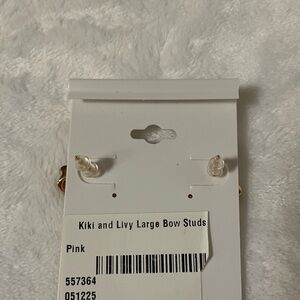 Kiki and Livy Large Bow Studs
Pink
557364
051225